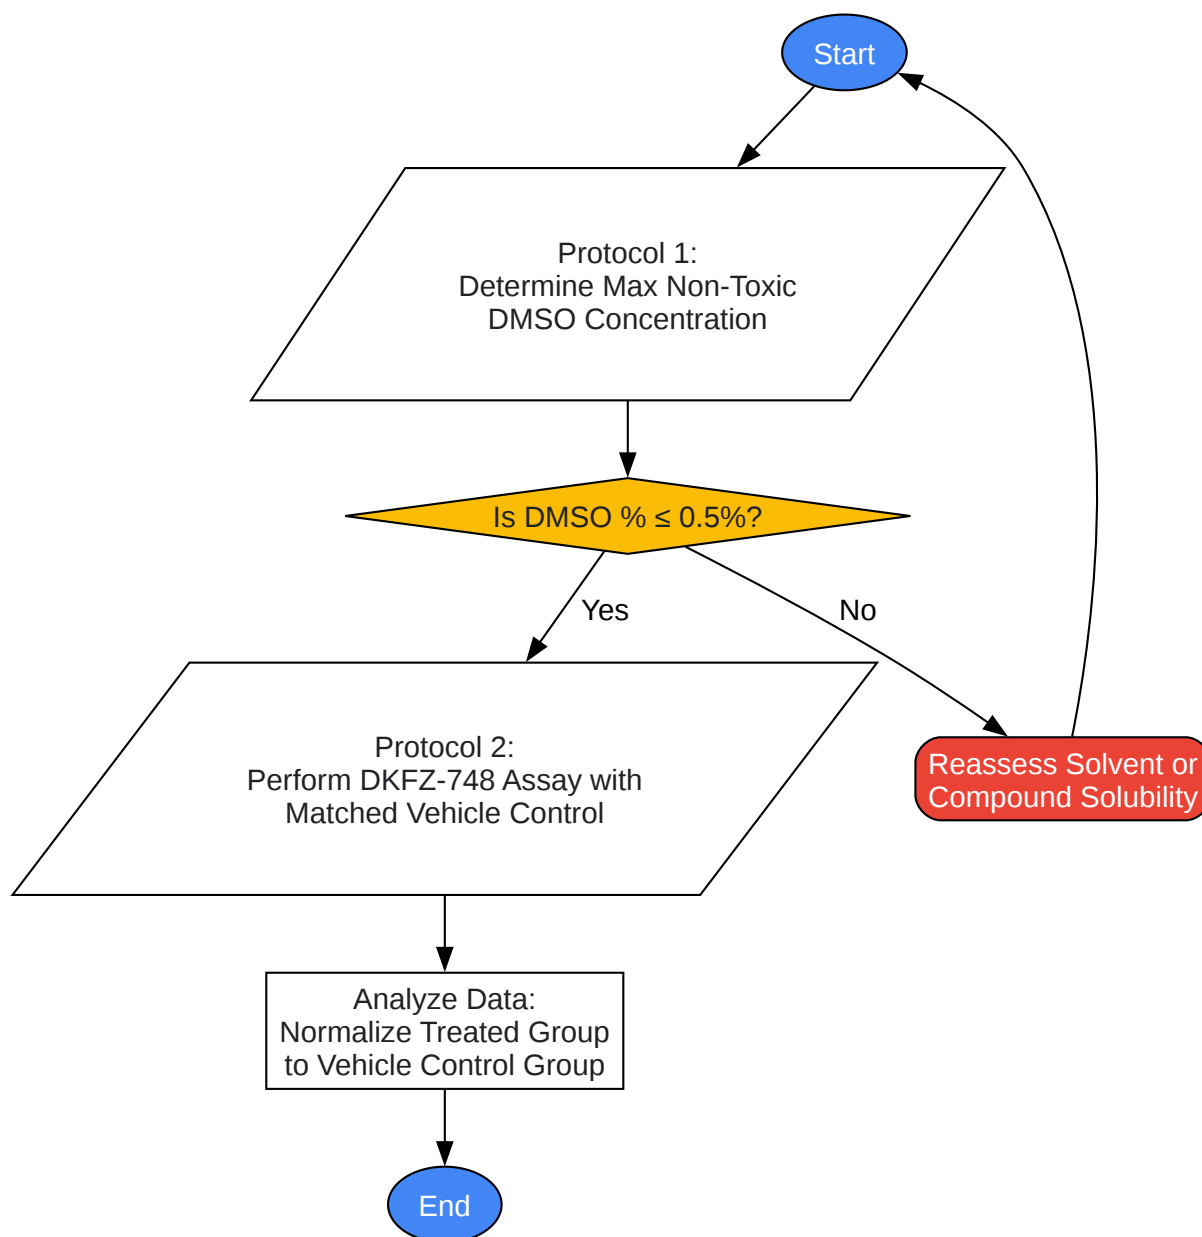 Start
Protocol 1:
Determine Max Non-Toxic
DMSO Concentration
Is DMSO % ≤ 0.5%?
Yes
No
Protocol 2:
Perform DKFZ-748 Assay with
Matched Vehicle Control
Reassess Solvent or
Compound Solubility
Analyze Data:
Normalize Treated Group
to Vehicle Control Group
End